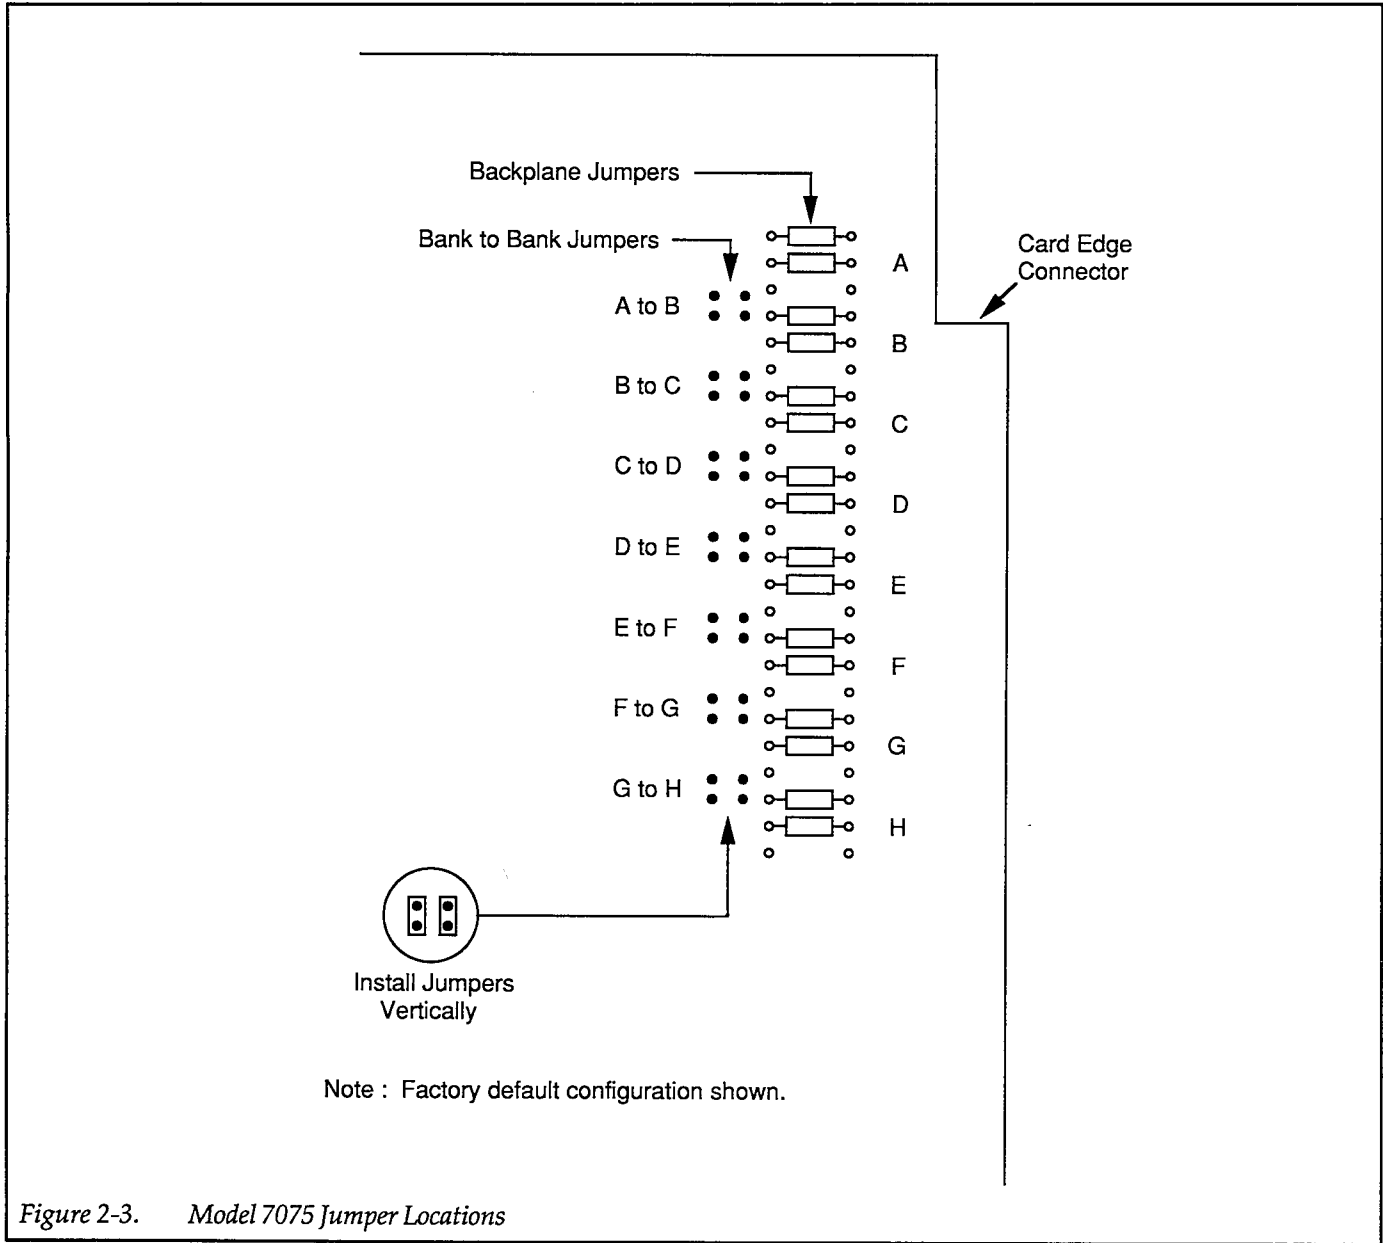 Backplane Jumpers
Bank to Bank Jumpers
Card Edge
Connector
A
A to B
B
B to C
C
C to D
D
D to E
E
E to F
F
F to G
G
G to H
H
Install Jumpers
Vertically
Note : Factory default configuration shown.
Figure 2-3. Model 7075 Jumper Locations